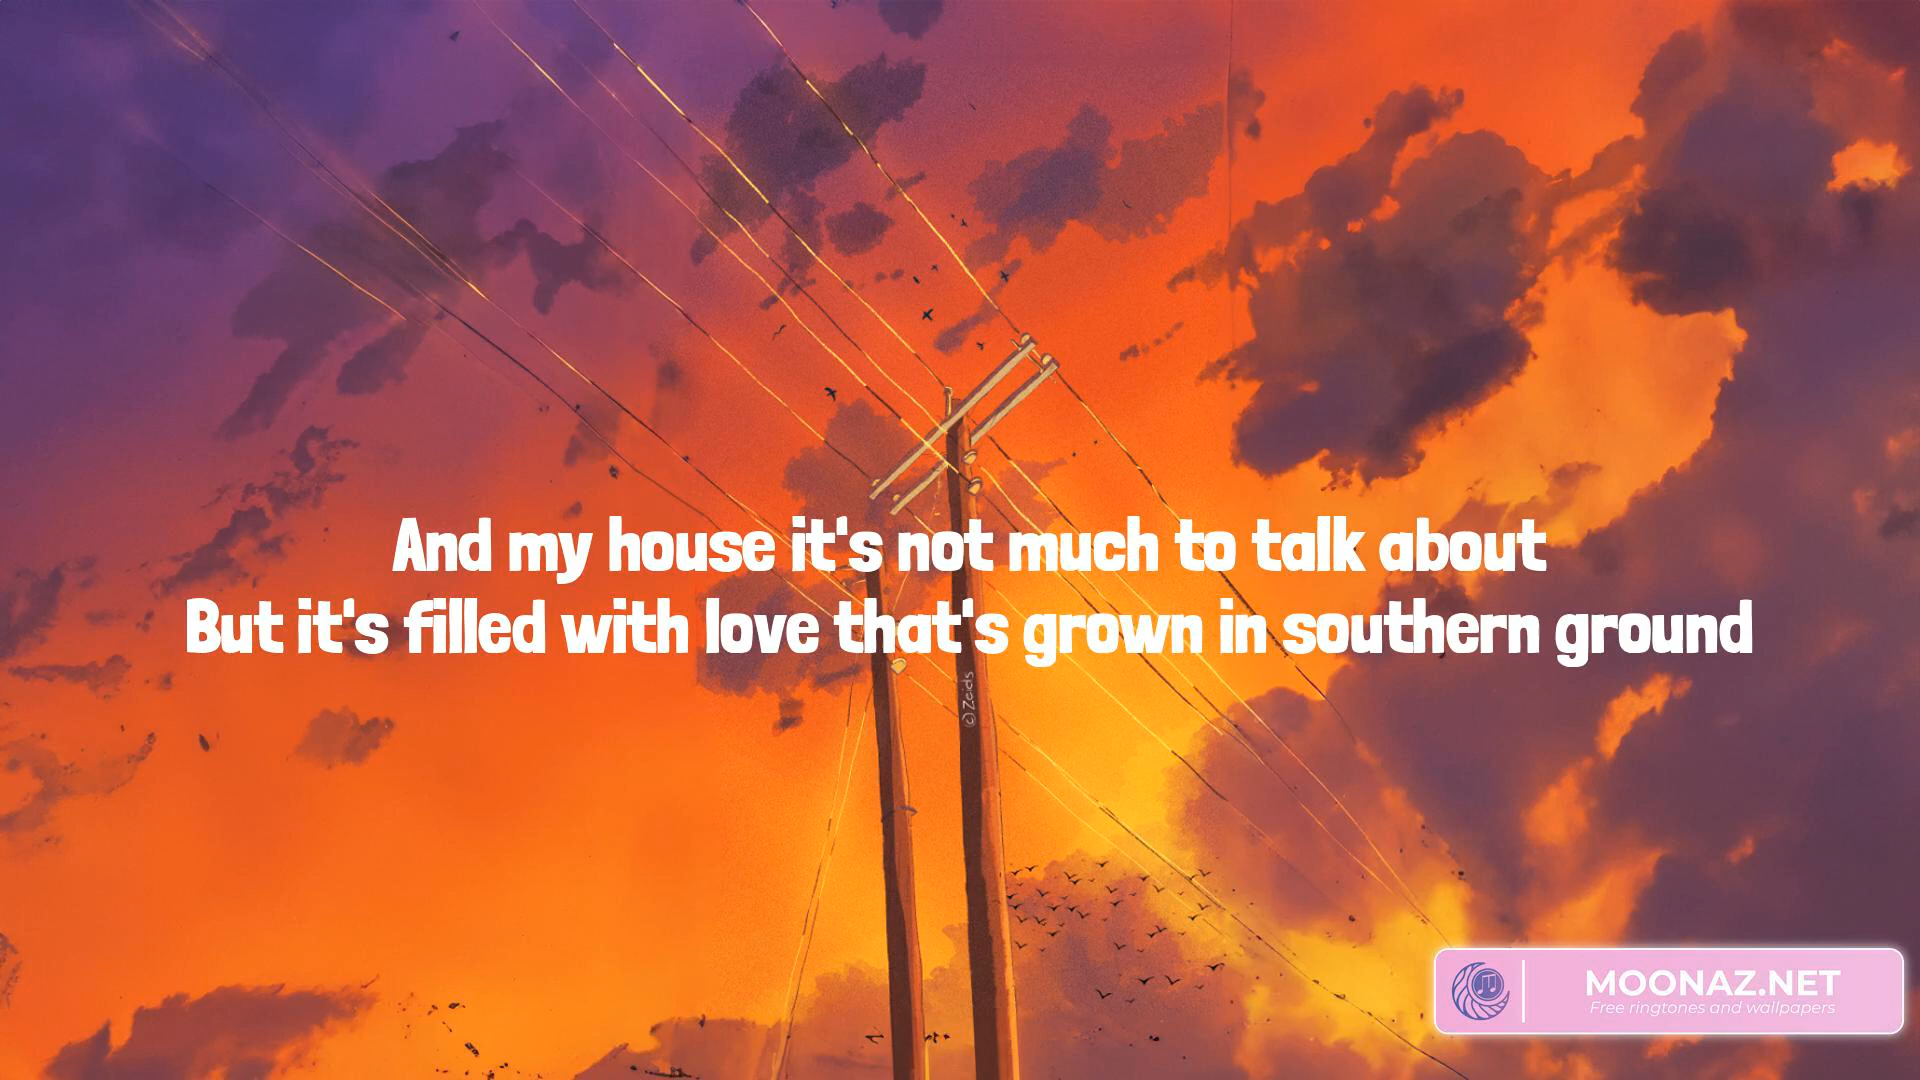 And my house it's not much to talk about
But it's filled with love that's grown in southern ground
(c) Zeids
MOONAZ.NET
Free ringtones and wallpapers